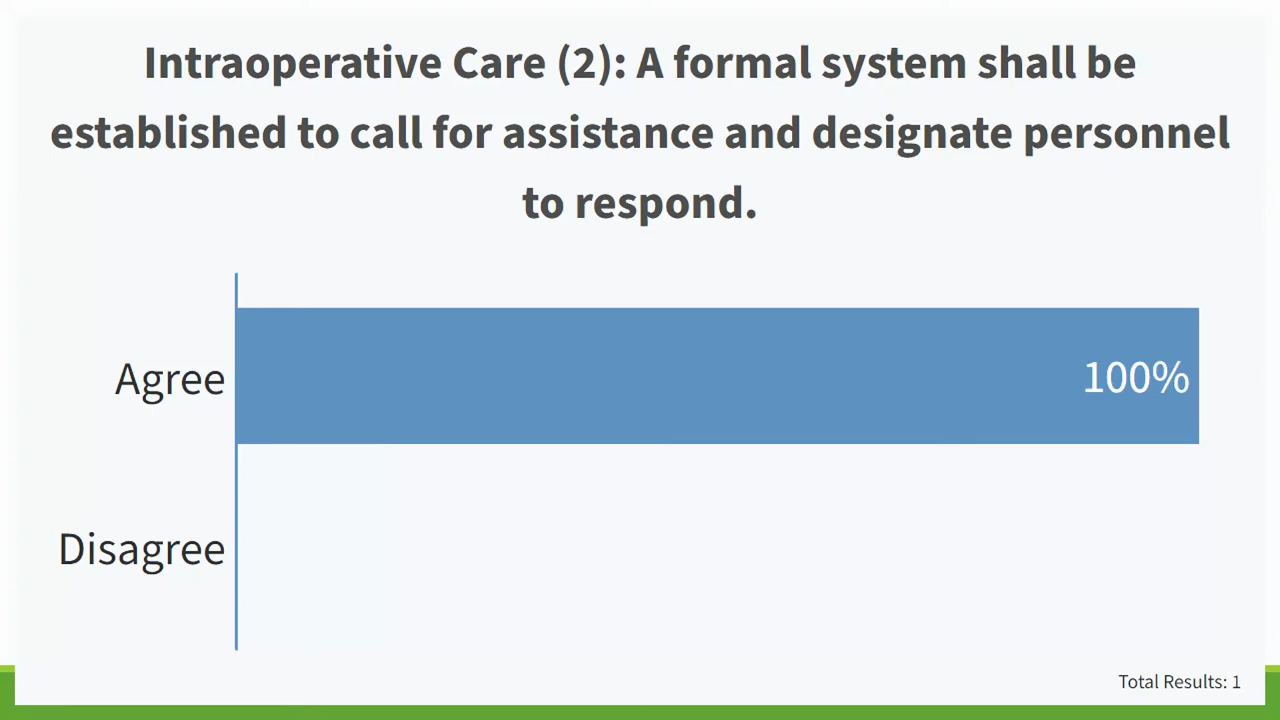 Intraoperative Care (2): A formal system shall be
established to call for assistance and designate personnel
to respond.
Agree
100%
Disagree
Total Results: 1